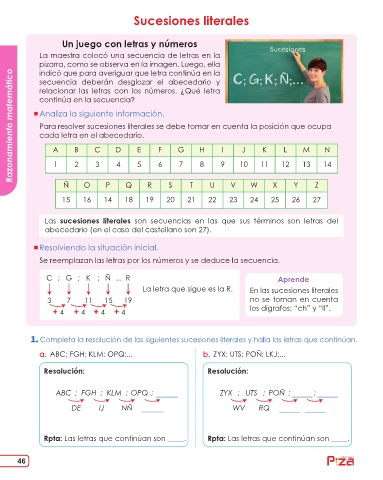 Sucesiones literales
Razonamiento matemático
Un juego con letras y números
La maestra colocó una secuencia de letras en la
pizarra, como se observa en la imagen. Luego, ella
indicó que para averiguar que letra continúa en la
secuencia deberán desglozar el abecedario y
relacionar las letras con los números. ¿Qué letra
continúa en la secuencia?
Sucesiones
C; G; K; Ñ;...
Analiza la siguiente información.
Para resolver sucesiones literales se debe tomar en cuenta la posición que ocupa
cada letra en el abecedario.
A B C D E F G H I J K L M N
1 2 3 4 5 6 7 8 9 10 11 12 13 14
Ñ O P Q R S T U V W X Y Z
15 16 14 18 19 20 21 22 23 24 25 26 27
Las sucesiones literales son secuencias en las que sus términos son letras del
abecedario (en el caso del castellano son 27).
Resolviendo la situación inicial.
Se reemplazan las letras por los números y se deduce la secuencia.
C ; G ; K ; Ñ ... R
3 7 11 15 19
+ 4 + 4 + 4 + 4
La letra que sigue es la R.
Aprende
En las sucesiones literales
no se toman en cuenta
los dígrafos: “ch” y “ll”.
1. Completa la resolución de las siguientes sucesiones literales y halla las letras que continúan.
a. ABC; FGH; KLM; OPQ;...
Resolución:
ABC ; FGH ; KLM ; OPQ ; ______
DE IJ NÑ ______
Rpta: Las letras que continúan son _____.
b. ZYX; UTS; POÑ; LKJ;...
Resolución:
ZYX ; UTS ; POÑ ; _____ ; _____
WV RQ _____ _____
Rpta: Las letras que continúan son _____.
46